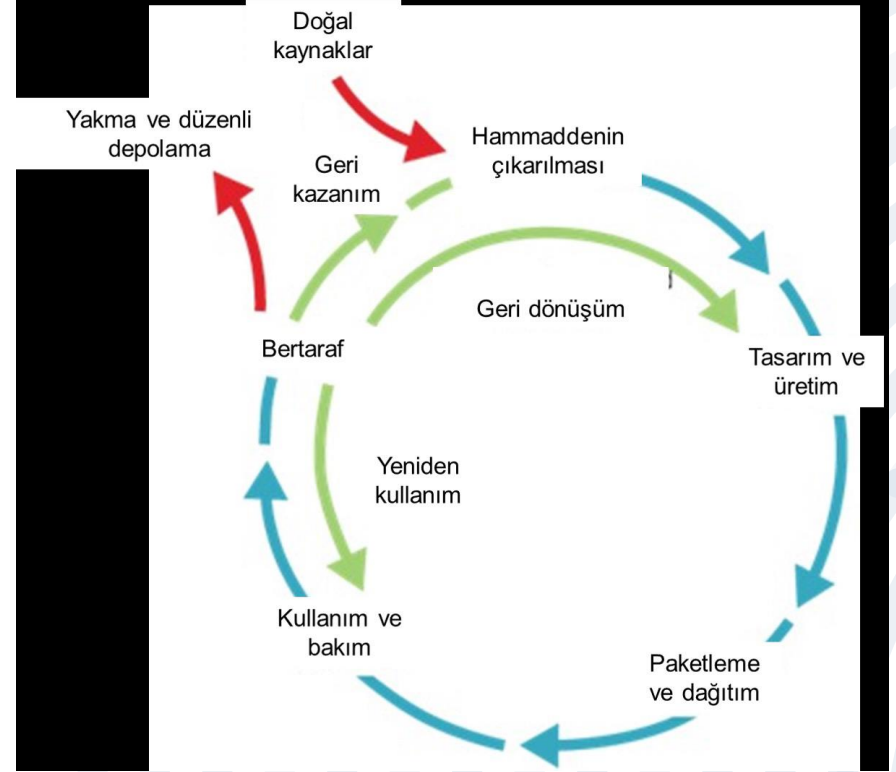 Doğal
kaynaklar
Yakma ve düzenli
depolama
Hammaddenin
çıkarılması
Geri
kazanım
Geri dönüşüm
Bertaraf
Tasarım ve
üretim
Yeniden
kullanım
Kullanım ve
bakım
Paketleme
ve dağıtım